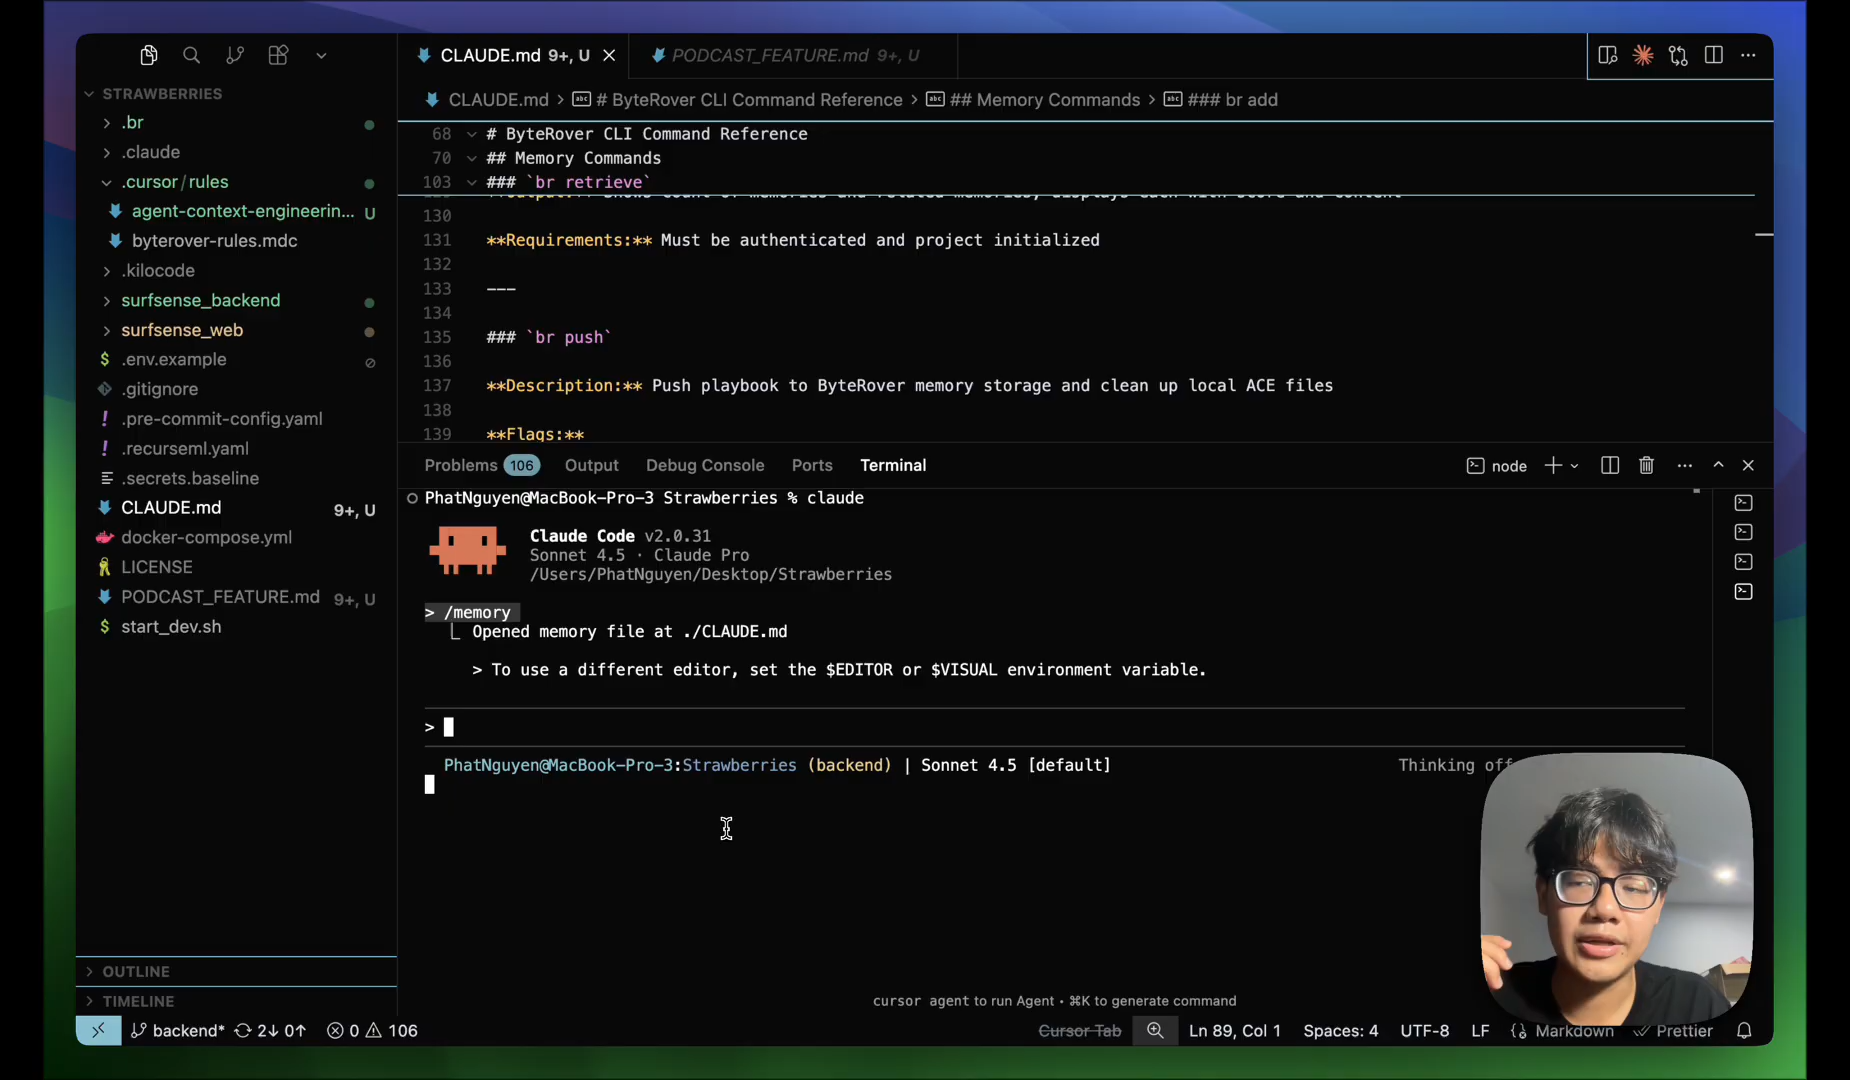 CLAUDE.md 9+, U
PODCAST_FEATURE.md 9+, U
STRAWBERRIES
.br
.claude
.cursor/rules
agent-context-engineerin... U
byterover-rules.mdc
.kilocode
surfsense_backend
surfsense_web
.env.example
.gitignore
.pre-commit-config.yaml
.recurseml.yaml
.secrets.baseline
CLAUDE.md 9+, U
docker-compose.yml
LICENSE
PODCAST_FEATURE.md 9+, U
start_dev.sh
OUTLINE
TIMELINE
CLAUDE.md > # ByteRover CLI Command Reference > ## Memory Commands > ### br add
68 # ByteRover CLI Command Reference
70 ## Memory Commands
103 ### `br retrieve`
130
131 **Requirements:** Must be authenticated and project initialized
132
133 ---
134
135 ### `br push`
136
137 **Description:** Push playbook to ByteRover memory storage and clean up local ACE files
138
139 **Flags:**
Problems 106 Output Debug Console Ports Terminal node
PhatNguyen@MacBook-Pro-3 Strawberries % claude
Claude Code v2.0.31
Sonnet 4.5 · Claude Pro
/Users/PhatNguyen/Desktop/Strawberries
> /memory
Opened memory file at ./CLAUDE.md
> To use a different editor, set the $EDITOR or $VISUAL environment variable.
>
PhatNguyen@MacBook-Pro-3:Strawberries (backend) | Sonnet 4.5 [default] Thinking off
cursor agent to run Agent • ⌘K to generate command
backend* 2↓ 0↑ 0 106 Cursor Tab Ln 89, Col 1 Spaces: 4 UTF-8 LF Markdown Prettier